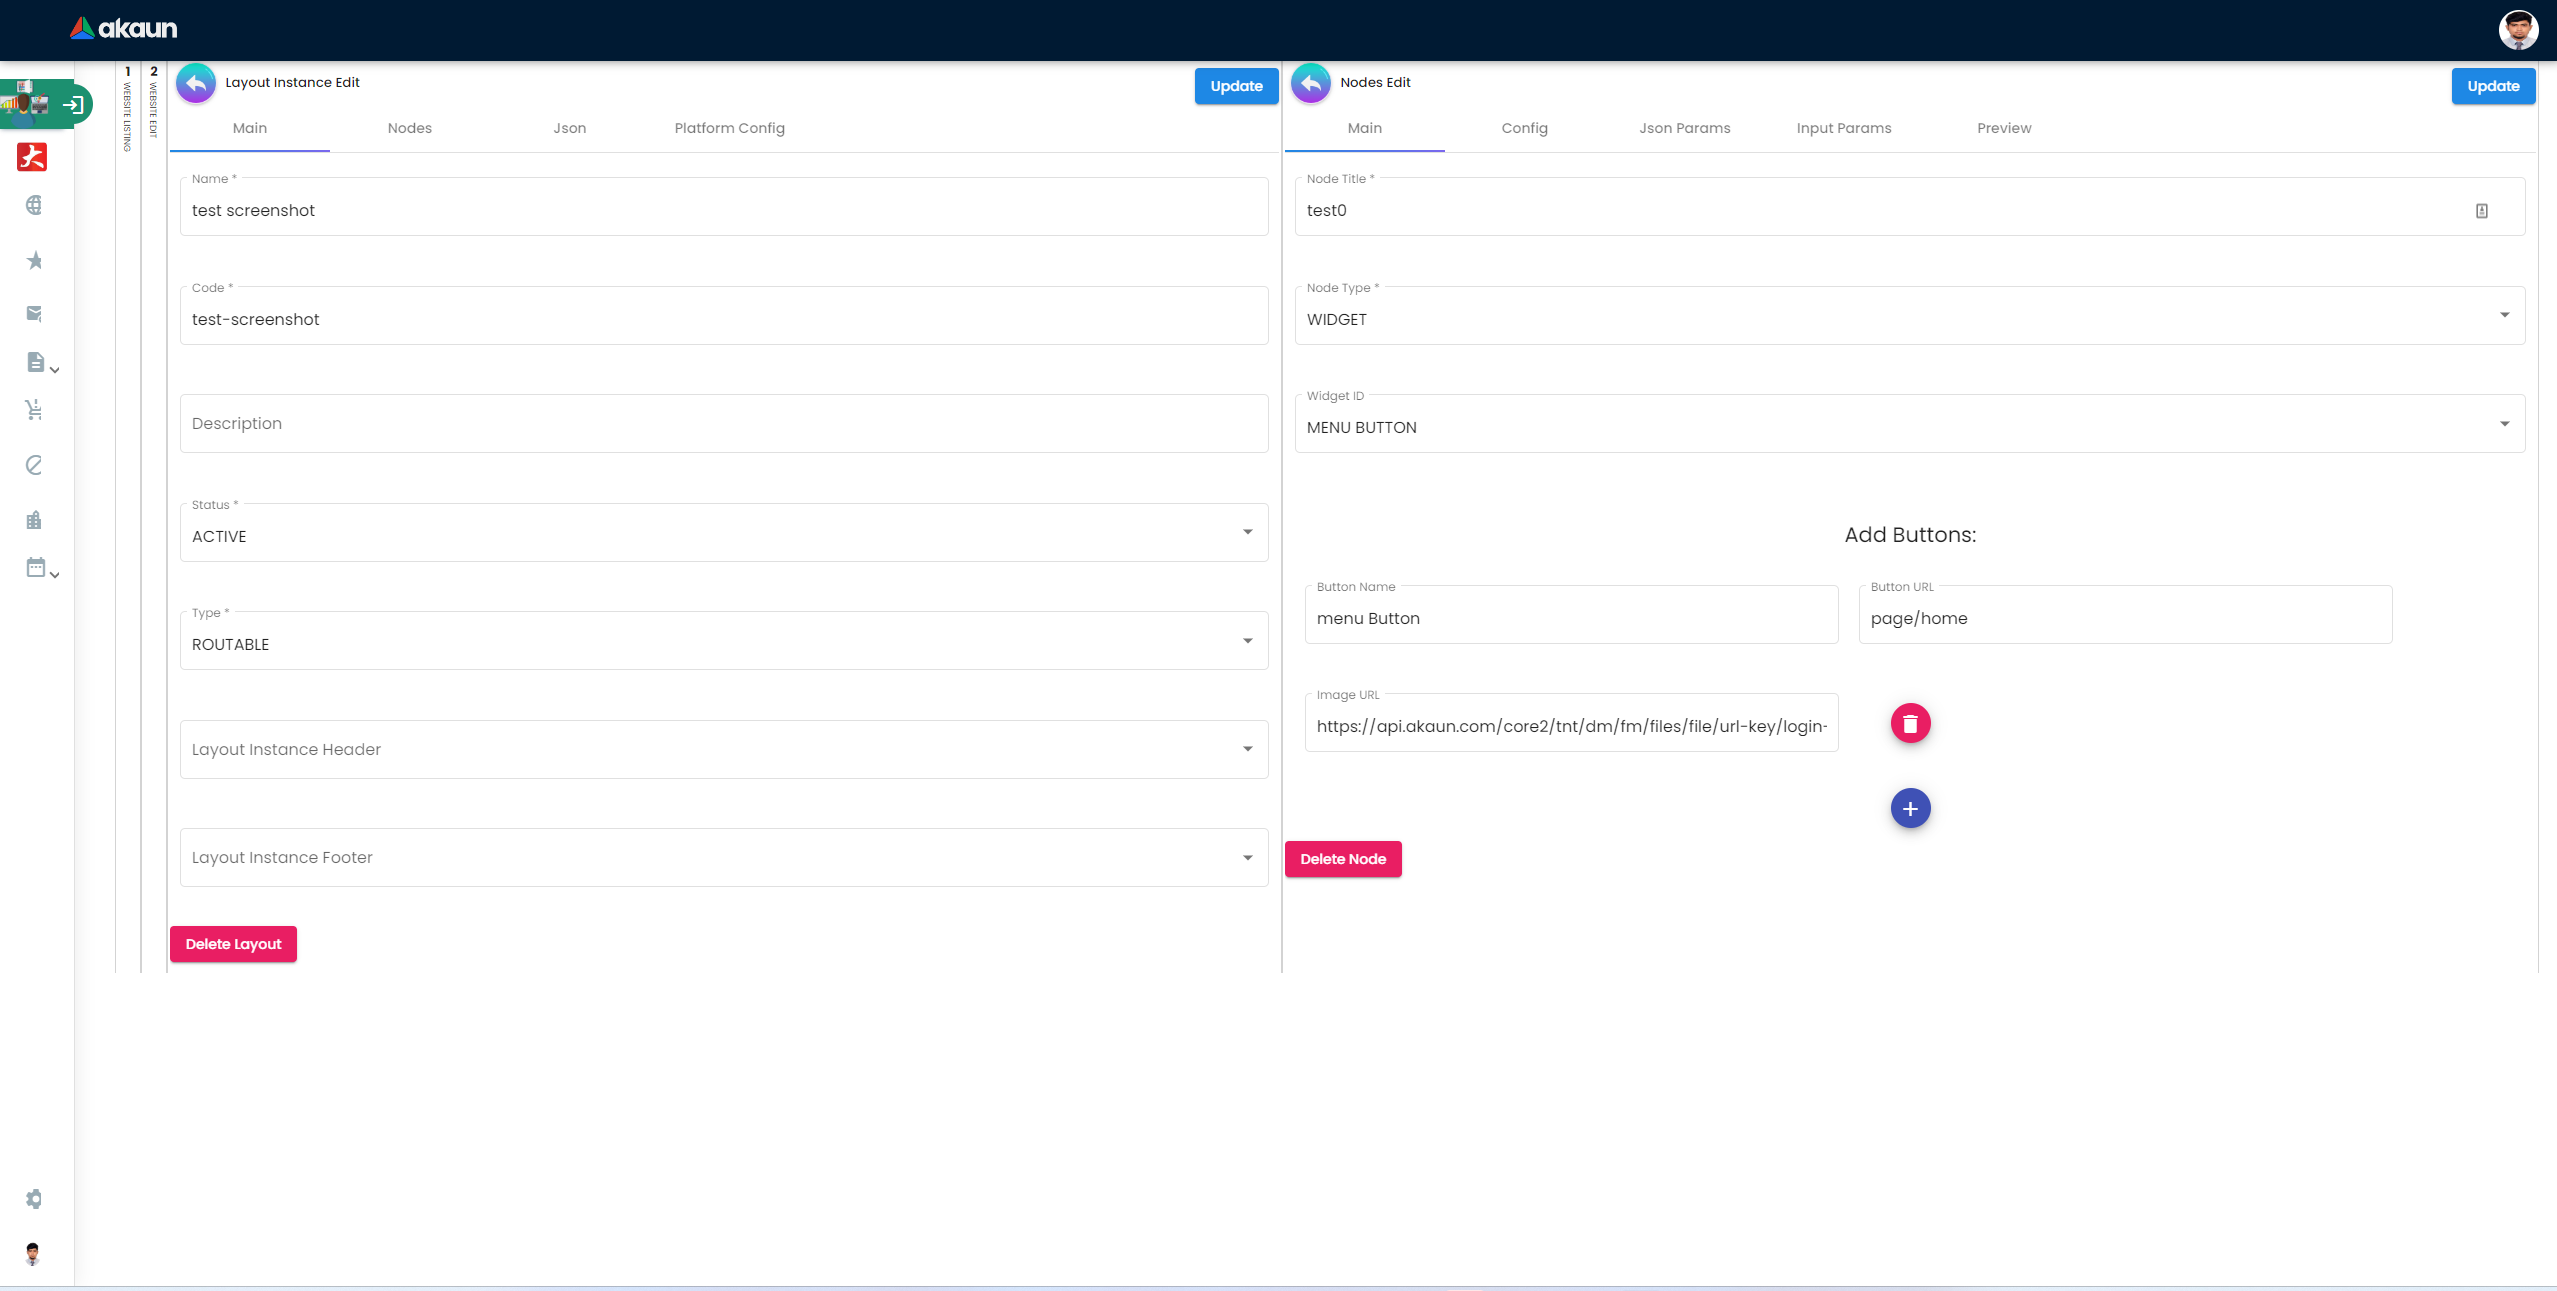 akaun
1
WEBSITE LISTING
2
WEBSITE EDIT
Layout Instance Edit
Update
Main
Nodes
Json
Platform Config
Name *
test screenshot
Code *
test-screenshot
Description
Status *
ACTIVE
Type *
ROUTABLE
Layout Instance Header
Layout Instance Footer
Delete Layout
Nodes Edit
Update
Main
Config
Json Params
Input Params
Preview
Node Title *
test0
Node Type *
WIDGET
Widget ID
MENU BUTTON
Add Buttons:
Button Name
menu Button
Button URL
page/home
Image URL
https://api.akaun.com/core2/tnt/dm/fm/files/file/url-key/login-
Delete Node